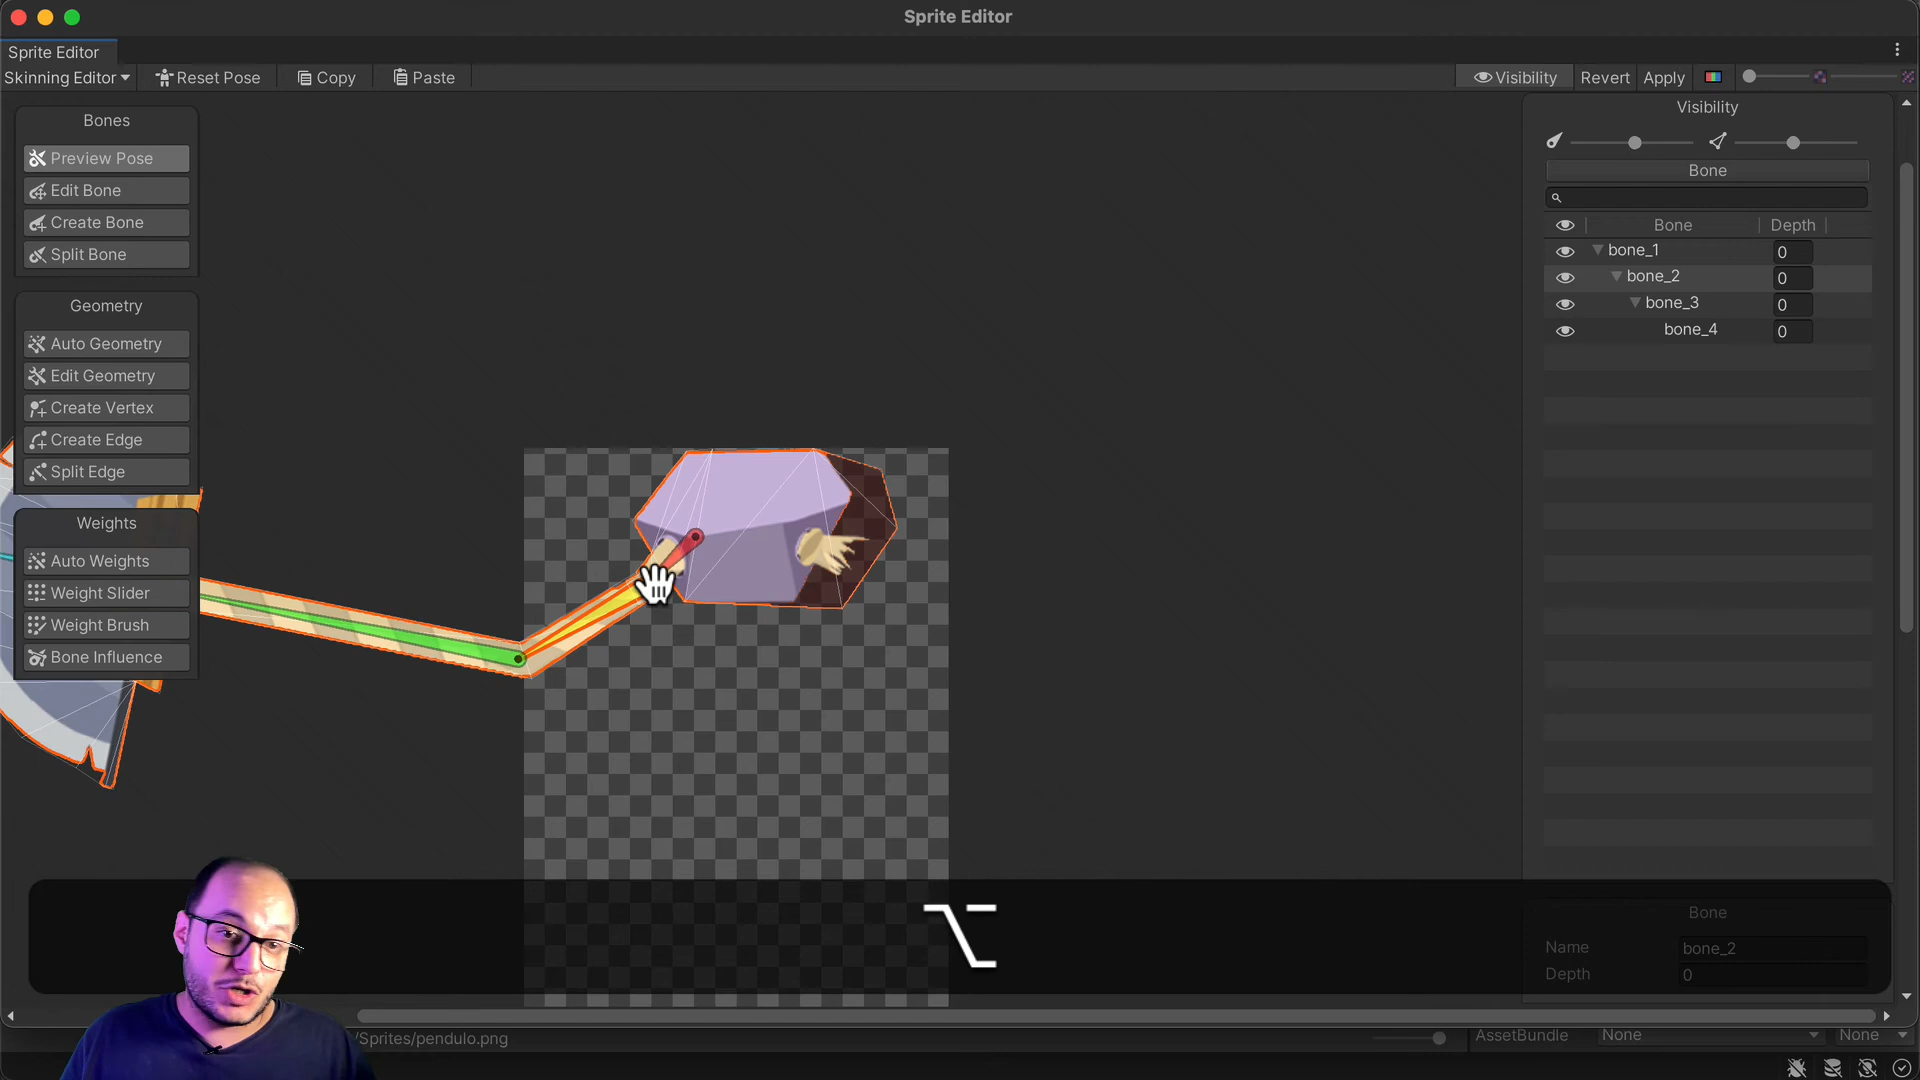 Sprite Editor
Sprite Editor
Skinning Editor
Reset Pose
Copy
Paste
Visibility
Revert
Apply
Bones
Preview Pose
Edit Bone
Create Bone
Split Bone
Geometry
Auto Geometry
Edit Geometry
Create Vertex
Create Edge
Split Edge
Weights
Auto Weights
Weight Slider
Weight Brush
Bone Influence
Visibility
Bone
Bone Depth
bone_1 0
bone_2 0
bone_3 0
bone_4 0
Bone
Name bone_2
Depth 0
/Sprites/pendulo.png
AssetBundle None None